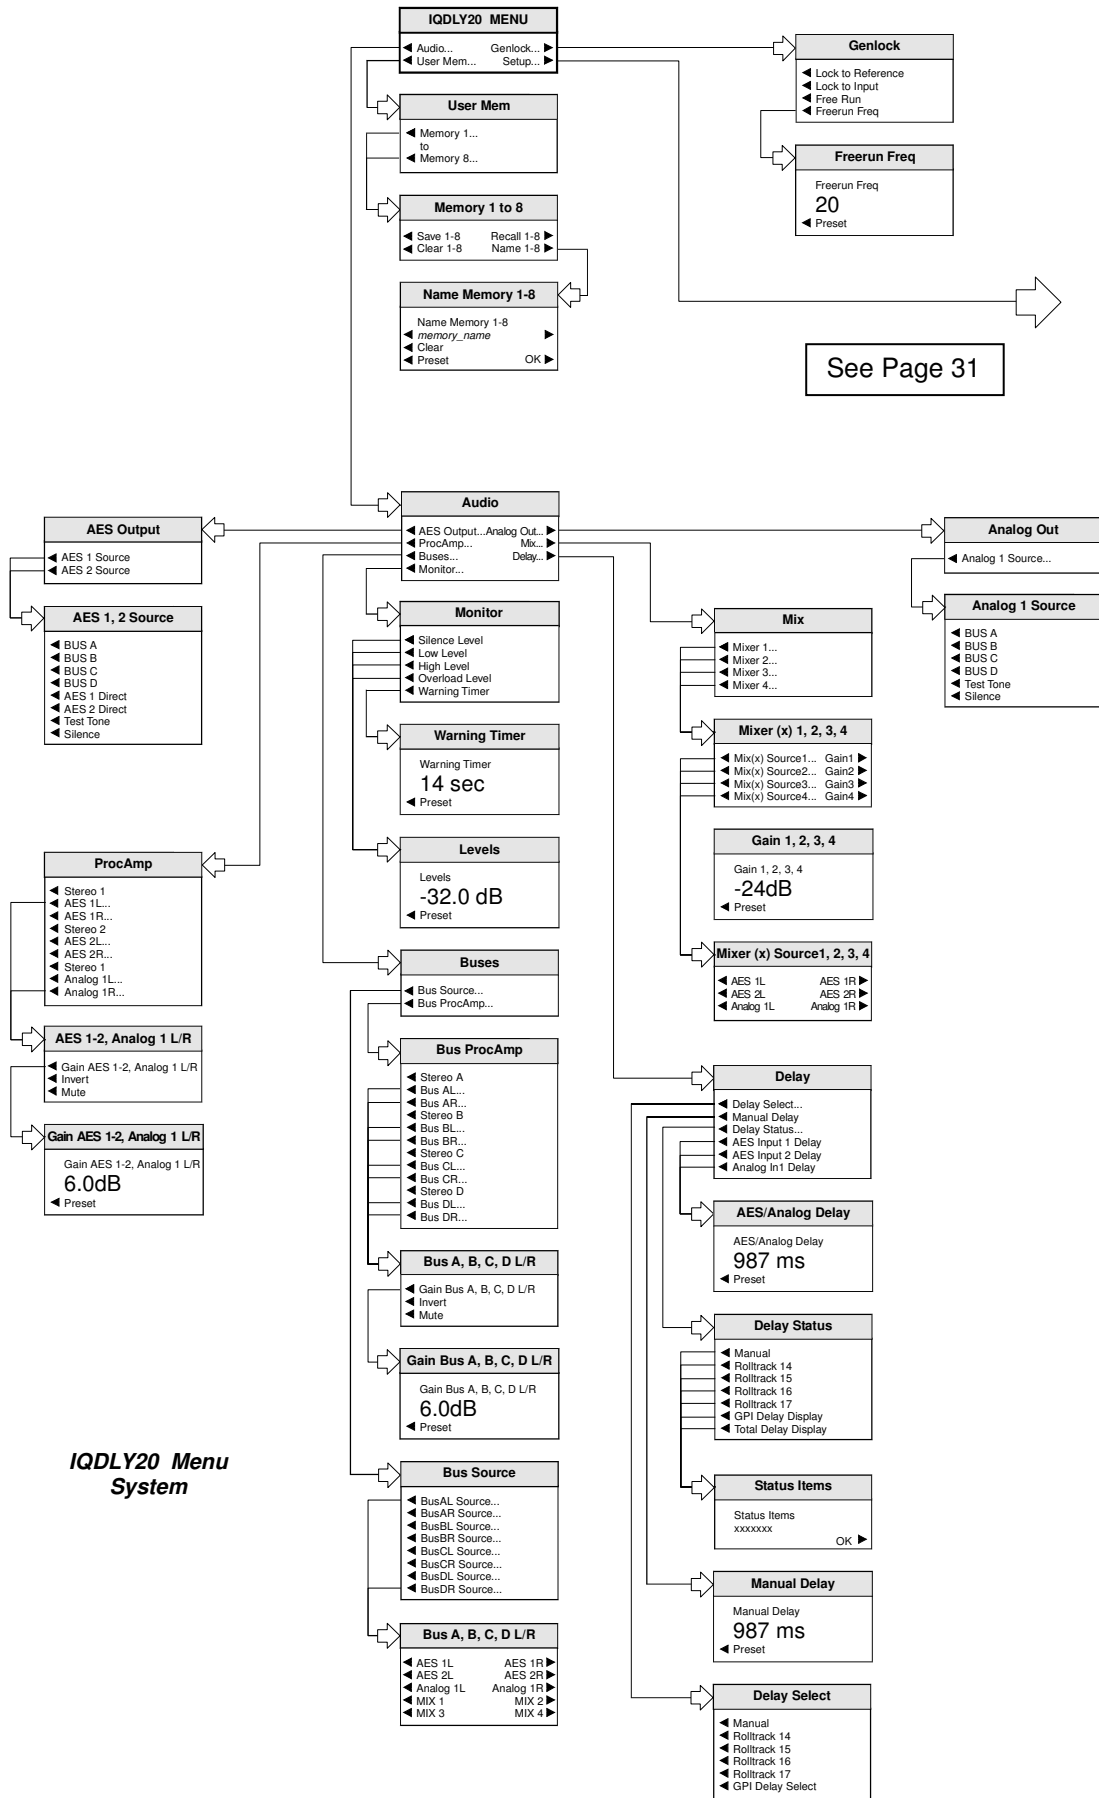 IQDLY20 MENU
Audio... Genlock...
User Mem... Setup...
Genlock
Lock to Reference
Lock to Input
Free Run
Freerun Freq
User Mem
Memory 1...
to
Memory 8...
Freerun Freq
Freerun Freq
20
Preset
Memory 1 to 8
Save 1-8 Recall 1-8
Clear 1-8 Name 1-8
Name Memory 1-8
Name Memory 1-8
memory_name
Clear
Preset OK
See Page 31
Audio
AES Output... Analog Out...
ProcAmp... Mix...
Buses... Delay...
Monitor...
AES Output
AES 1 Source
AES 2 Source
AES 1, 2 Source
BUS A
BUS B
BUS C
BUS D
AES 1 Direct
AES 2 Direct
Test Tone
Silence
Analog Out
Analog 1 Source...
Analog 1 Source
BUS A
BUS B
BUS C
BUS D
Test Tone
Silence
Monitor
Silence Level
Low Level
High Level
Overload Level
Warning Timer
Warning Timer
Warning Timer
14 sec
Preset
Levels
Levels
-32.0 dB
Preset
Mix
Mixer 1...
Mixer 2...
Mixer 3...
Mixer 4...
Mixer (x) 1, 2, 3, 4
Mix(x) Source1... Gain1
Mix(x) Source2... Gain2
Mix(x) Source3... Gain3
Mix(x) Source4... Gain4
Gain 1, 2, 3, 4
Gain 1, 2, 3, 4
-24dB
Preset
Mixer (x) Source1, 2, 3, 4
AES 1L AES 1R
AES 2L AES 2R
Analog 1L Analog 1R
ProcAmp
Stereo 1
AES 1L...
AES 1R...
Stereo 2
AES 2L...
AES 2R...
Stereo 1
Analog 1L...
Analog 1R...
AES 1-2, Analog 1 L/R
Gain AES 1-2, Analog 1 L/R
Invert
Mute
Gain AES 1-2, Analog 1 L/R
Gain AES 1-2, Analog 1 L/R
6.0dB
Preset
Buses
Bus Source...
Bus ProcAmp...
Bus ProcAmp
Stereo A
Bus AL...
Bus AR...
Stereo B
Bus BL...
Bus BR...
Stereo C
Bus CL...
Bus CR...
Stereo D
Bus DL...
Bus DR...
Bus A, B, C, D L/R
Gain Bus A, B, C, D L/R
Invert
Mute
Gain Bus A, B, C, D L/R
Gain Bus A, B, C, D L/R
6.0dB
Preset
Delay
Delay Select...
Manual Delay
Delay Status...
AES Input 1 Delay
AES Input 2 Delay
Analog In1 Delay
AES/Analog Delay
AES/Analog Delay
987 ms
Preset
Delay Status
Manual
Rolltrack 14
Rolltrack 15
Rolltrack 16
Rolltrack 17
GPI Delay Display
Total Delay Display
IQDLY20 Menu
System
Bus Source
BusAL Source...
BusAR Source...
BusBL Source...
BusBR Source...
BusCL Source...
BusCR Source...
BusDL Source...
BusDR Source...
Bus A, B, C, D L/R
AES 1L AES 1R
AES 2L AES 2R
Analog 1L Analog 1R
MIX 1 MIX 2
MIX 3 MIX 4
Status Items
Status Items
xxxxxxx
OK
Manual Delay
Manual Delay
987 ms
Preset
Delay Select
Manual
Rolltrack 14
Rolltrack 15
Rolltrack 16
Rolltrack 17
GPI Delay Select